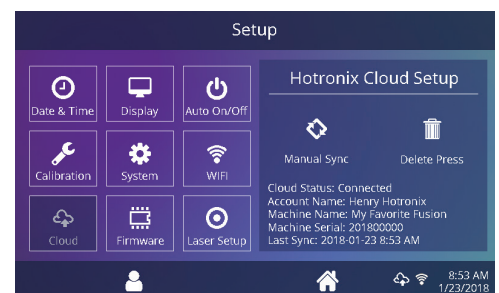 Setup
Date & Time
Display
Auto On/Off
Calibration
System
WIFI
Cloud
Firmware
Laser Setup
Hotronix Cloud Setup
Manual Sync
Delete Press
Cloud Status: Connected
Account Name: Henry Hotronix
Machine Name: My Favorite Fusion
Machine Serial: 201800000
Last Sync: 2018-01-23 8:53 AM
8:53 AM
1/23/2018